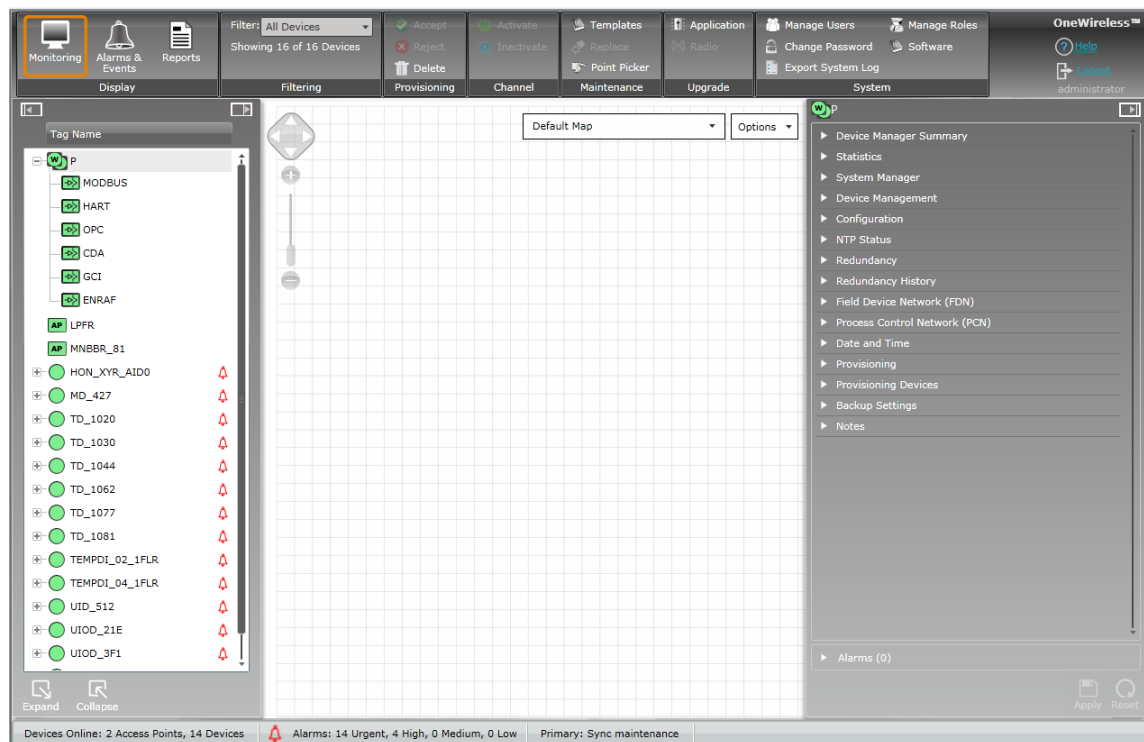 Monitoring
Alarms & Events
Reports
Display
Filter: All Devices
Showing 16 of 16 Devices
Filtering
Accept
Reject
Delete
Provisioning
Activate
Inactivate
Channel
Templates
Replace
Point Picker
Maintenance
Application
Radio
Upgrade
Manage Users
Manage Roles
Change Password
Software
Export System Log
System
OneWireless™
Help
Logout
administrator
Tag Name
W P
MODBUS
HART
OPC
CDA
GCI
ENRAF
AP LPFR
AP MNBBR_81
HON_XYR_AID0
MD_427
TD_1020
TD_1030
TD_1044
TD_1062
TD_1077
TD_1081
TEMPDI_02_1FLR
TEMPDI_04_1FLR
UID_512
UIOD_21E
UIOD_3F1
Expand
Collapse
Default Map
Options
W P
Device Manager Summary
Statistics
System Manager
Device Management
Configuration
NTP Status
Redundancy
Redundancy History
Field Device Network (FDN)
Process Control Network (PCN)
Date and Time
Provisioning
Provisioning Devices
Backup Settings
Notes
Alarms (0)
Apply
Reset
Devices Online: 2 Access Points, 14 Devices
Alarms: 14 Urgent, 4 High, 0 Medium, 0 Low
Primary: Sync maintenance